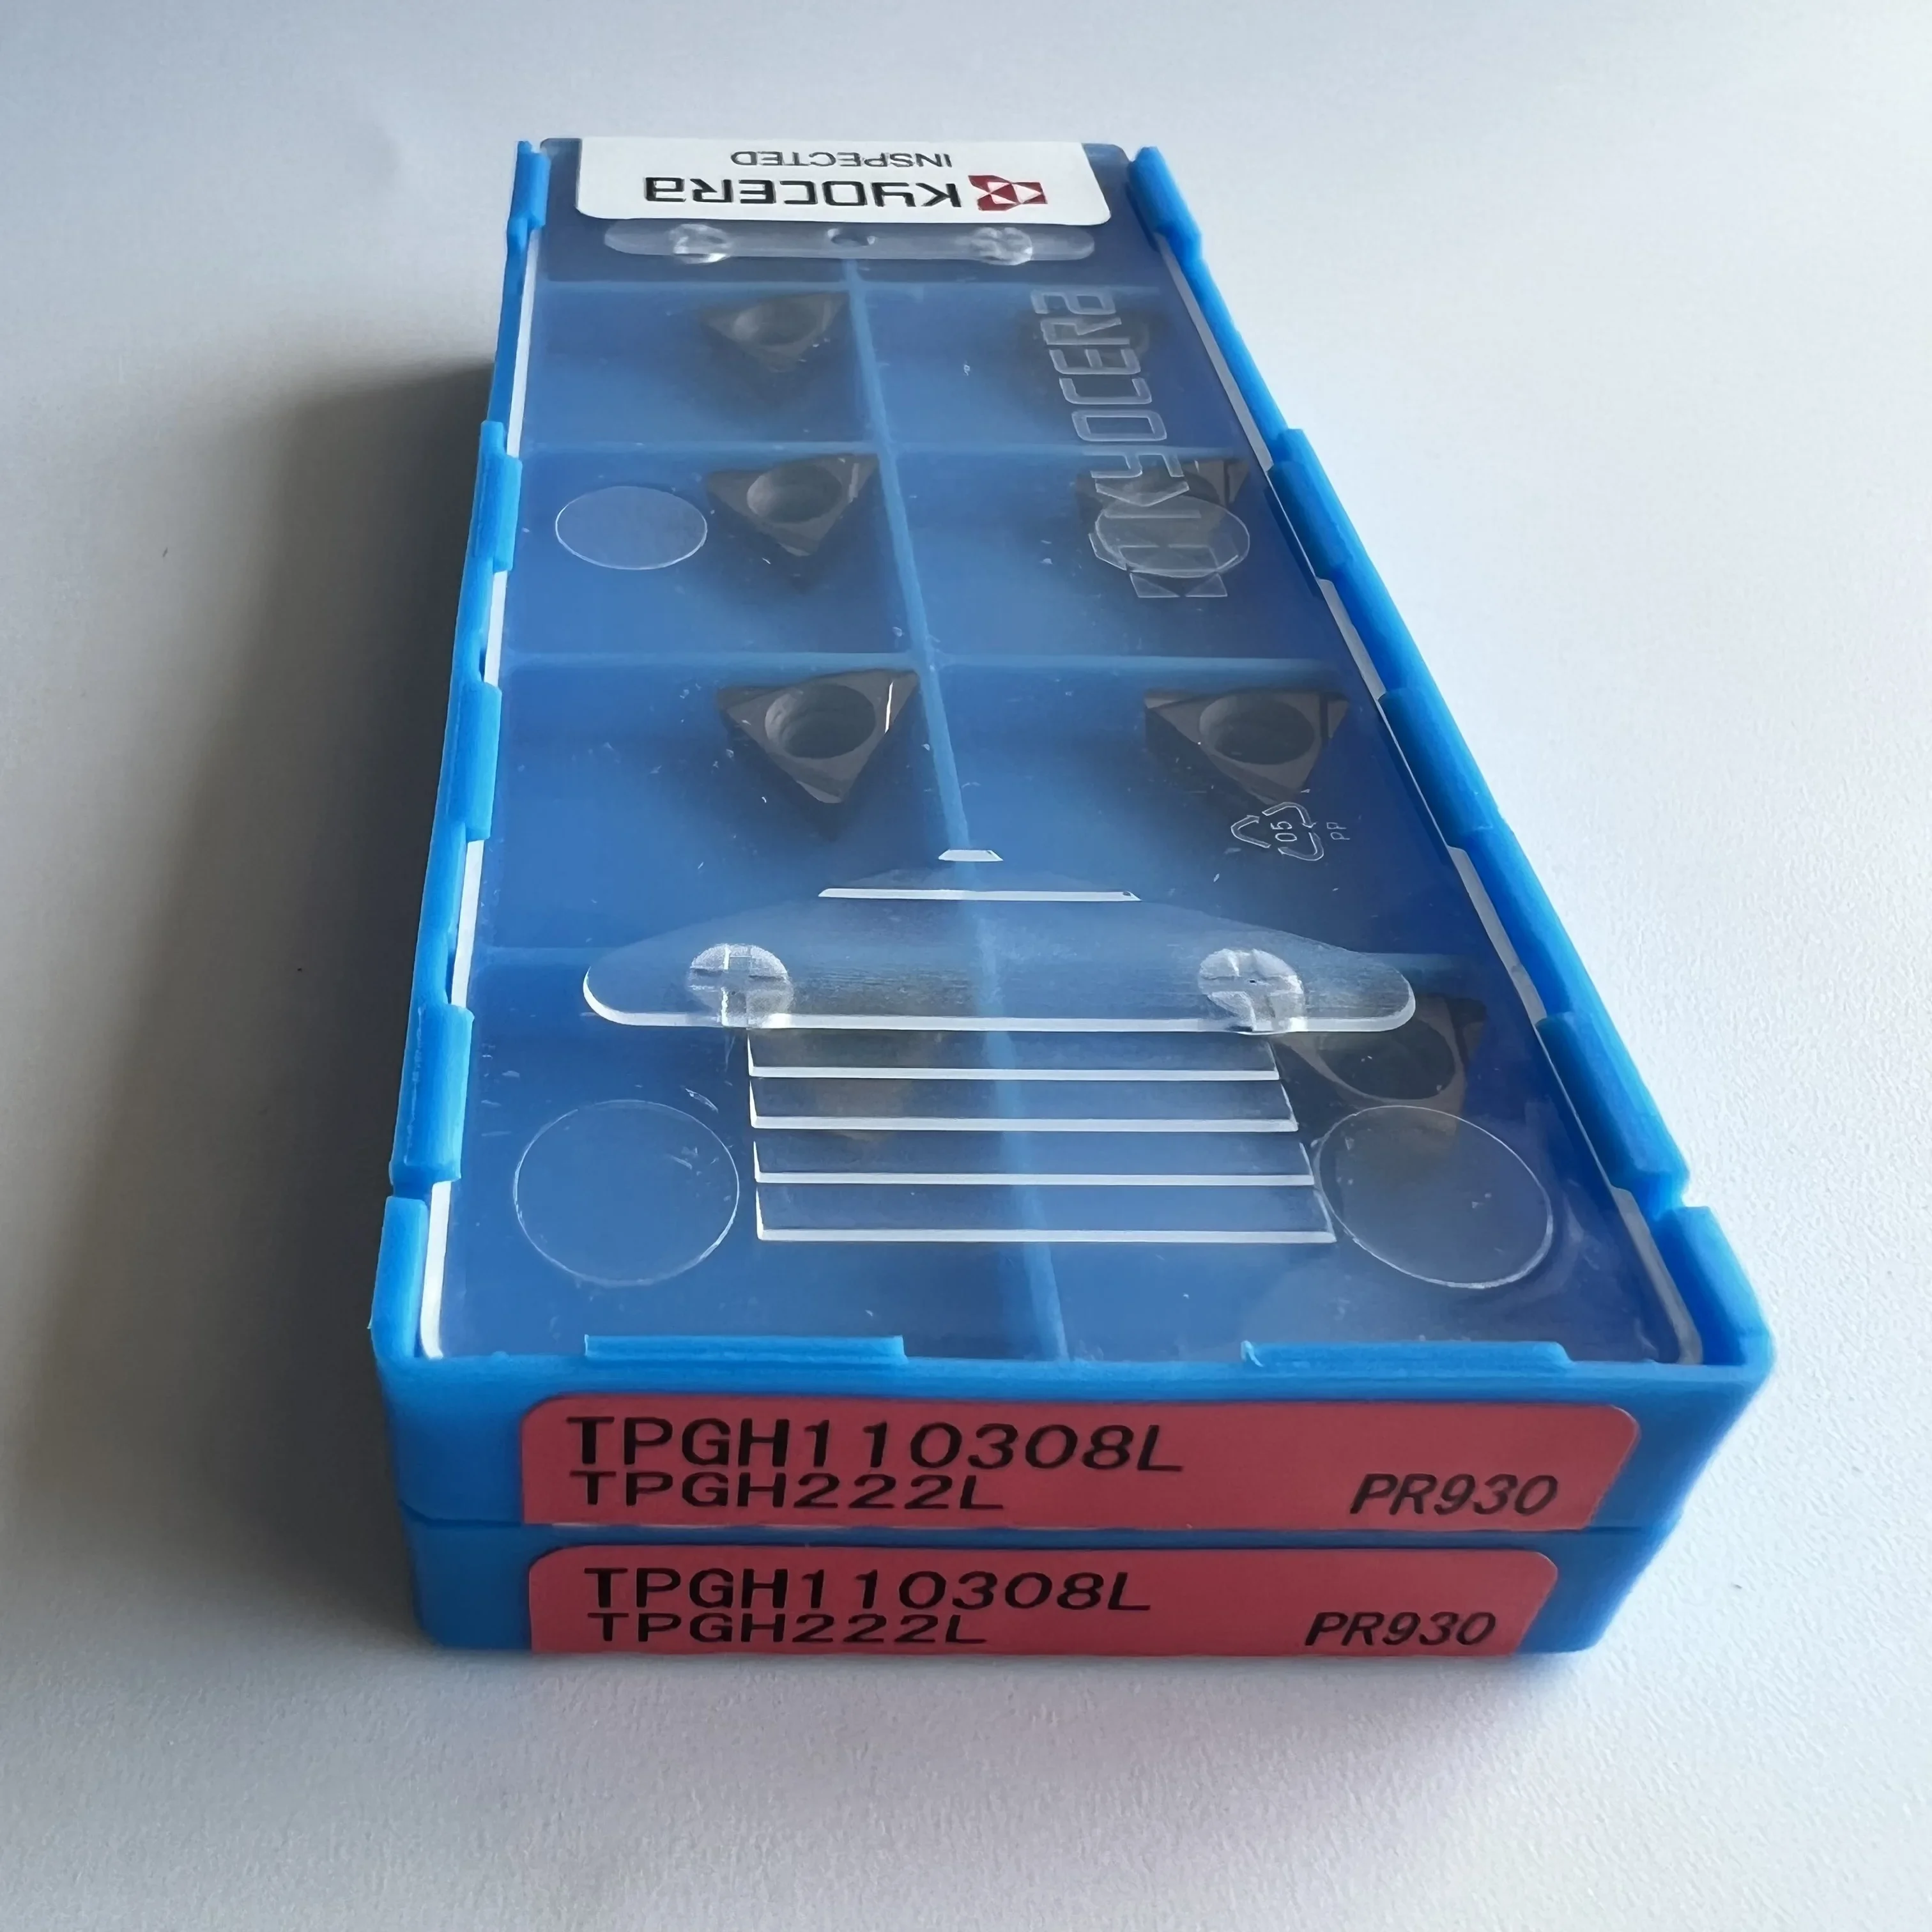 INSPECTED
KYOCERA
KYOCERA
05
PP
TPGH110308L
TPGH222L
PR930
TPGH110308L
TPGH222L
PR930